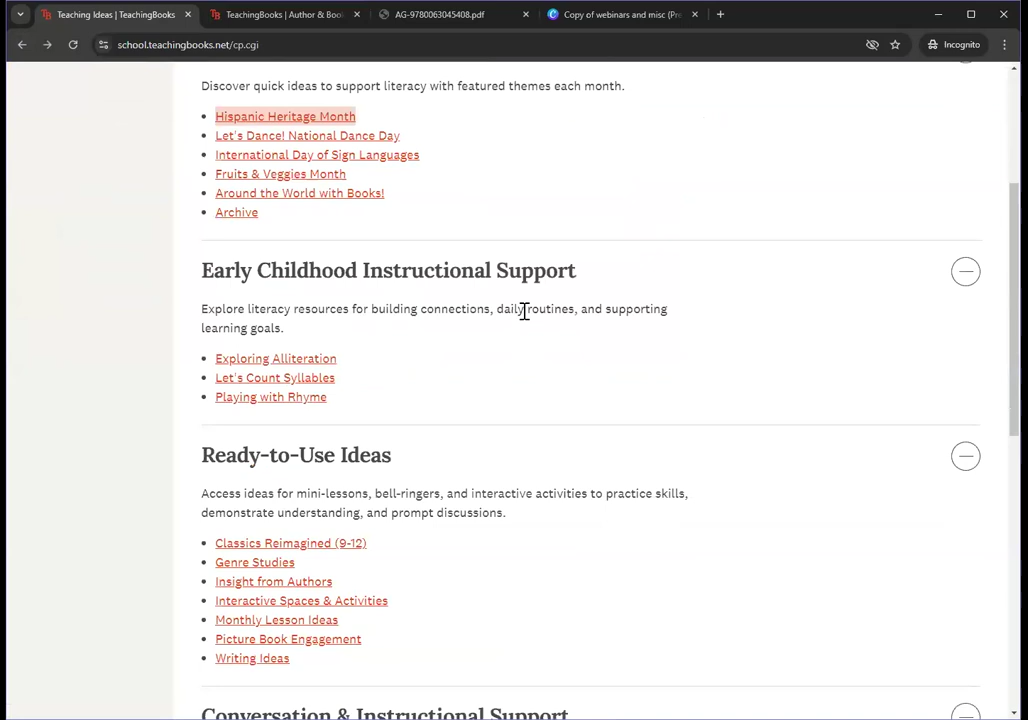 Teaching Ideas | TeachingBooks
TeachingBooks | Author & Boo
AG-9780063045408.pdf
Copy of webinars and misc (Pre
school.teachingbooks.net/cp.cgi
Incognito
Discover quick ideas to support literacy with featured themes each month.
Hispanic Heritage Month
Let's Dance! National Dance Day
International Day of Sign Languages
Fruits & Veggies Month
Around the World with Books!
Archive
Early Childhood Instructional Support
Explore literacy resources for building connections, daily routines, and supporting
learning goals.
Exploring Alliteration
Let's Count Syllables
Playing with Rhyme
Ready-to-Use Ideas
Access ideas for mini-lessons, bell-ringers, and interactive activities to practice skills,
demonstrate understanding, and prompt discussions.
Classics Reimagined (9-12)
Genre Studies
Insight from Authors
Interactive Spaces & Activities
Monthly Lesson Ideas
Picture Book Engagement
Writing Ideas
Conversation & Instructional Support